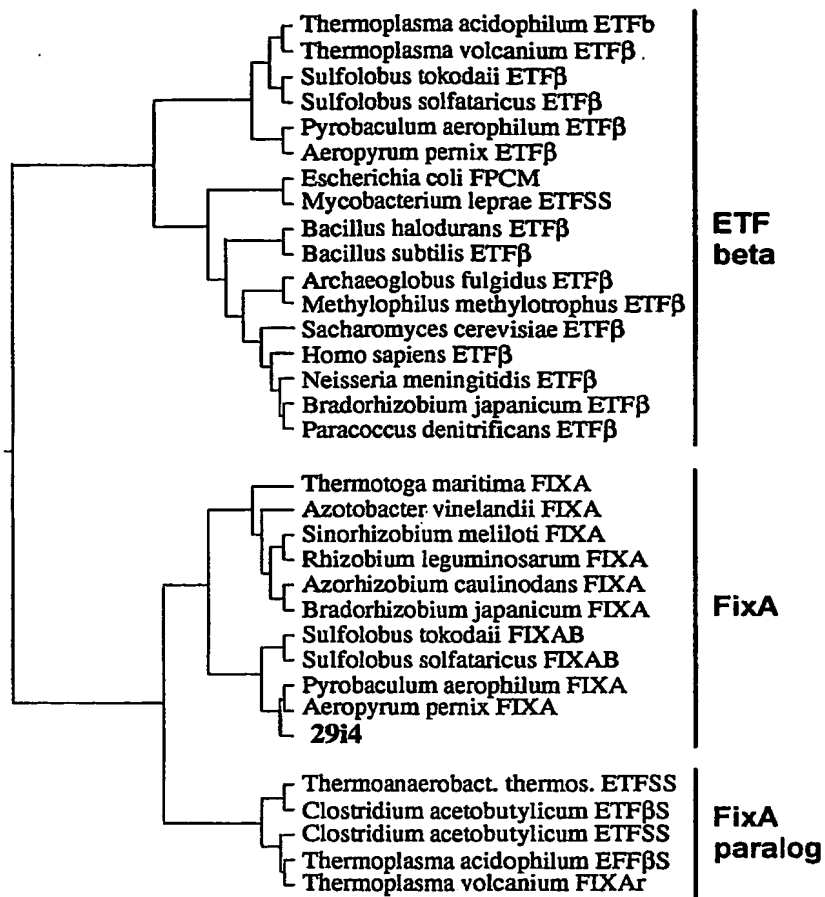 Thermoplasma acidophilum ETFb
Thermoplasma volcanium ETFβ
Sulfolobus tokodaii ETFβ
Sulfolobus solfataricus ETFβ
Pyrobaculum aerophilum ETFβ
Aeropyrum pernix ETFβ
Escherichia coli FPCM
Mycobacterium leprae ETFSS
Bacillus halodurans ETFβ
Bacillus subtilis ETFβ
Archaeoglobus fulgidus ETFβ
Methylophilus methylotrophus ETFβ
Sacharomyces cerevisiae ETFβ
Homo sapiens ETFβ
Neisseria meningitidis ETFβ
Bradorhizobium japanicum ETFβ
Paracoccus denitrificans ETFβ
ETF
beta
Thermotoga maritima FIXA
Azotobacter vinelandii FIXA
Sinorhizobium meliloti FIXA
Rhizobium leguminosarum FIXA
Azorhizobium caulinodans FIXA
Bradorhizobium japanicum FIXA
Sulfolobus tokodaii FIXAB
Sulfolobus solfataricus FIXAB
Pyrobaculum aerophilum FIXA
Aeropyrum pernix FIXA
29i4
FixA
Thermoanaerobact. thermos. ETFSS
Clostridium acetobutylicum ETFβS
Clostridium acetobutylicum ETFSS
Thermoplasma acidophilum EFFβS
Thermoplasma volcanium FIXAr
FixA
paralog